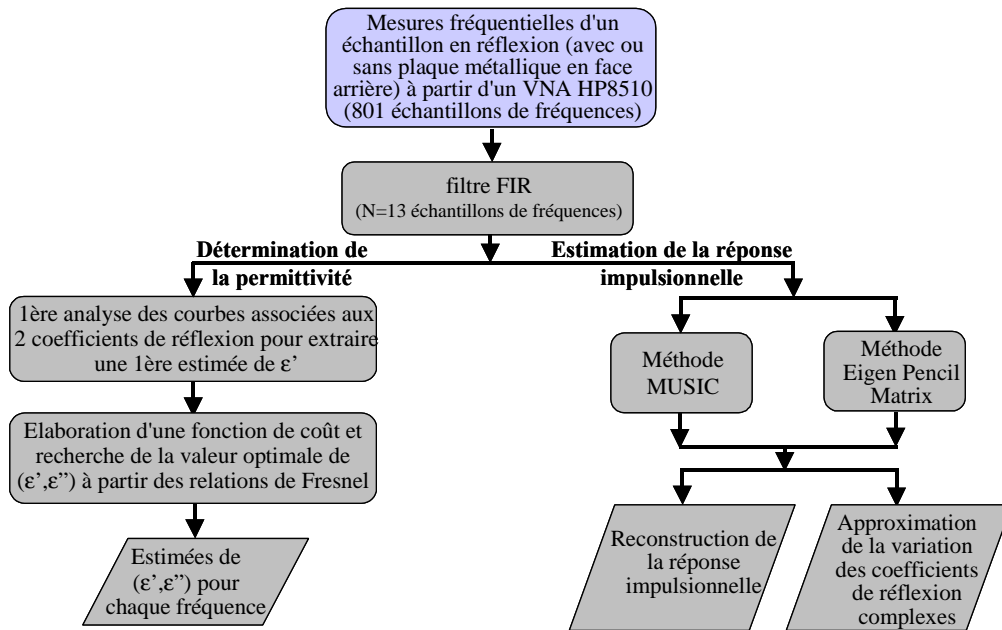 Mesures fréquentielles d'un
échantillon en réflexion (avec ou
sans plaque métallique en face
arrière) à partir d'un VNA HP8510
(801 échantillons de fréquences)
filtre FIR
(N=13 échantillons de fréquences)
Détermination de
la permittivité
Estimation de la réponse
impulsionnelle
1ère analyse des courbes associées aux
2 coefficients de réflexion pour extraire
une 1ère estimée de ε’
Elaboration d'une fonction de coût et
recherche de la valeur optimale de
(ε’,ε”) à partir des relations de Fresnel
Estimées de
(ε’,ε”) pour
chaque fréquence
Méthode
MUSIC
Méthode
Eigen Pencil
Matrix
Reconstruction de
la réponse
impulsionnelle
Approximation
de la variation
des coefficients
de réflexion
complexes